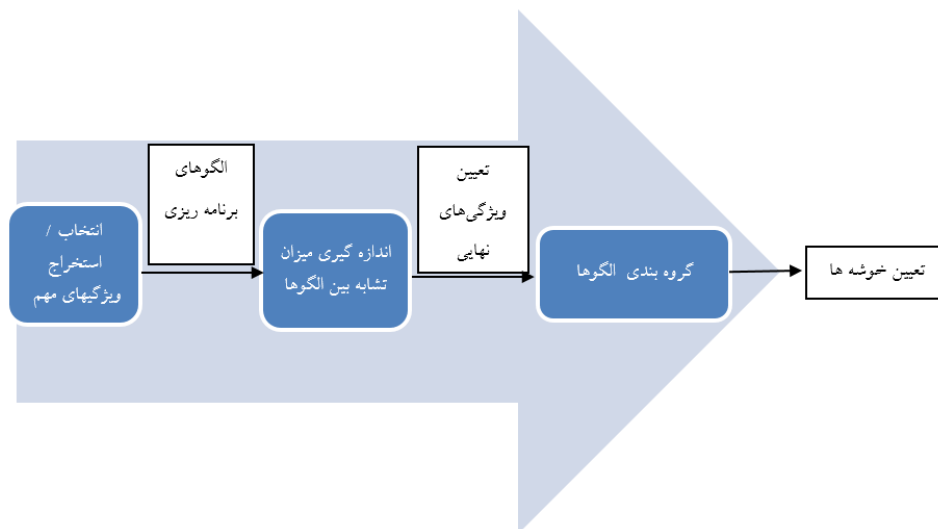 انتخاب /
استخراج
ویژگیهای مهم
الگوهای
برنامه ریزی
اندازه گیری میزان
تشابه بین الگوها
تعیین
ویژگی‌های
نهایی
گروه بندی الگوها
تعیین خوشه ها